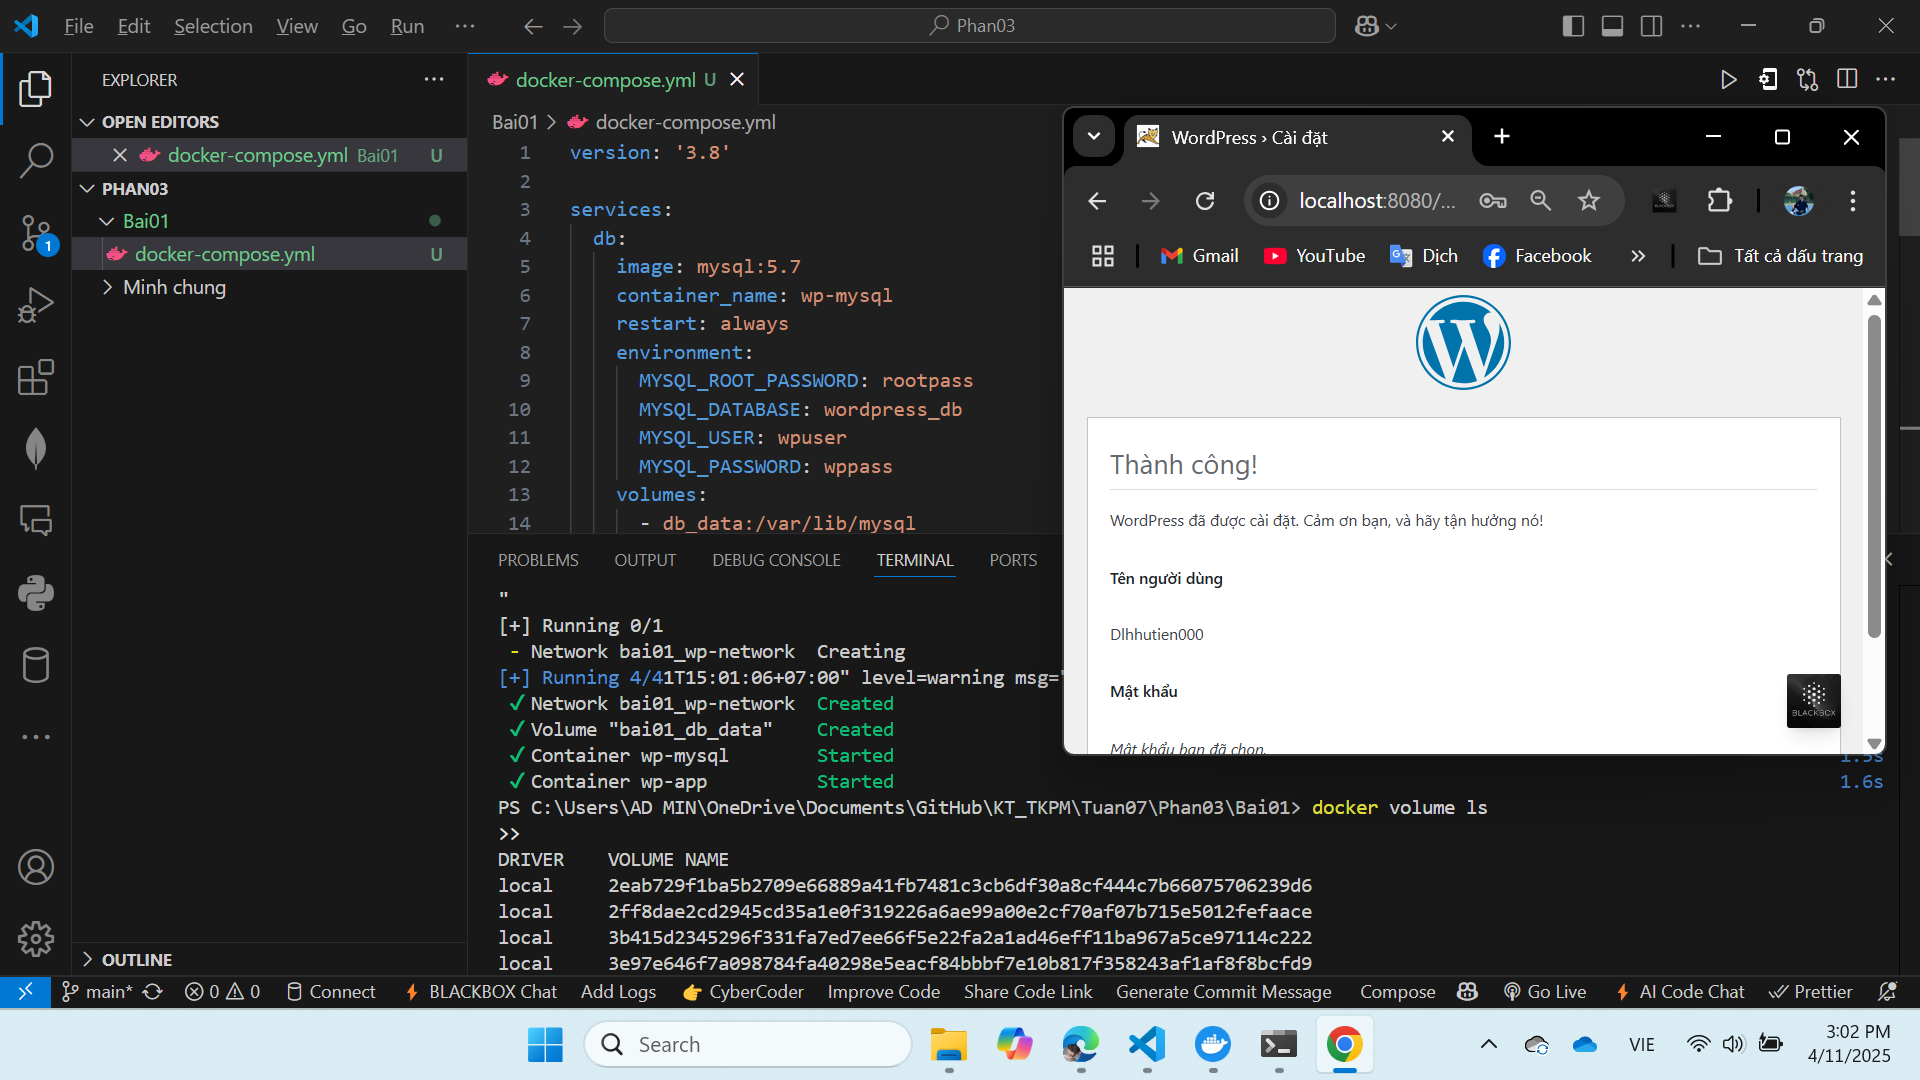 File Edit Selection View Go Run ···
Phan03
EXPLORER
OPEN EDITORS
docker-compose.yml Bai01 U
PHAN03
Bai01
docker-compose.yml U
Minh chung
OUTLINE
1
docker-compose.yml U
Bai01 > docker-compose.yml
1 version: '3.8'
2
3 services:
4 db:
5 image: mysql:5.7
6 container_name: wp-mysql
7 restart: always
8 environment:
9 MYSQL_ROOT_PASSWORD: rootpass
10 MYSQL_DATABASE: wordpress_db
11 MYSQL_USER: wpuser
12 MYSQL_PASSWORD: wppass
13 volumes:
14 - db_data:/var/lib/mysql
PROBLEMS OUTPUT DEBUG CONSOLE TERMINAL PORTS
"
[+] Running 0/1
- Network bai01_wp-network Creating
[+] Running 4/41T15:01:06+07:00" level=warning msg="
✓Network bai01_wp-network Created
✓Volume "bai01_db_data" Created
✓Container wp-mysql Started 1.5s
✓Container wp-app Started 1.6s
PS C:\Users\AD MIN\OneDrive\Documents\GitHub\KT_TKPM\Tuan07\Phan03\Bai01> docker volume ls
>>
DRIVER VOLUME NAME
local 2eab729f1ba5b2709e66889a41fb7481c3cb6df30a8cf444c7b66075706239d6
local 2ff8dae2cd2945cd35a1e0f319226a6ae99a00e2cf70af07b715e5012fefaace
local 3b415d2345296f331fa7ed7ee66f5e22fa2a1ad46eff11ba967a5ce97114c222
local 3e97e646f7a098784fa40298e5eacf84bbbf7e10b817f358243af1af8f8bcfd9
WordPress › Cài đặt
localhost:8080/...
Gmail YouTube Dịch Facebook » Tất cả dấu trang
Thành công!
WordPress đã được cài đặt. Cảm ơn bạn, và hãy tận hưởng nó!
Tên người dùng
Dlhhutien000
Mật khẩu
Mật khẩu bạn đã chọn.
BLACKBOX
main* 0 0 Connect BLACKBOX Chat Add Logs CyberCoder Improve Code Share Code Link Generate Commit Message Compose Go Live AI Code Chat Prettier
Search
VIE
3:02 PM
4/11/2025